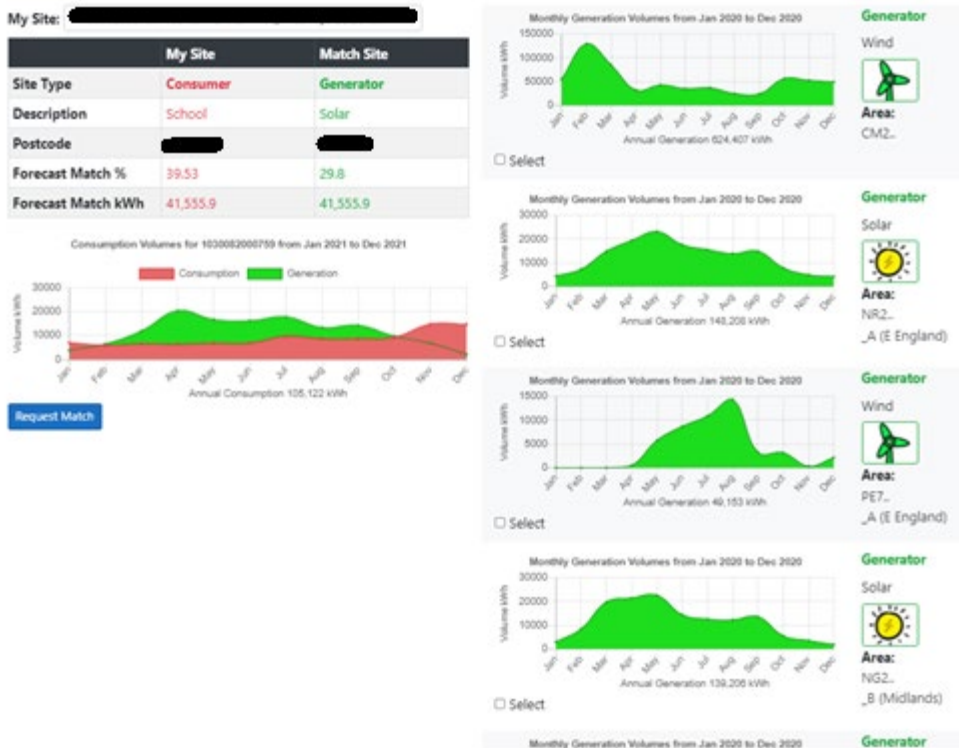 My Site:
My Site Match Site
Site Type Consumer Generator
Description School Solar
Postcode
Forecast Match % 39.53 29.8
Forecast Match kWh 41,555.9 41,555.9
Consumption Volumes for 1030082000759 from Jan 2021 to Dec 2021
Consumption Generation
Volume kWh
30000
20000
10000
0
Jan Feb Mar Apr May Jun Jul Aug Sep Oct Nov Dec
Annual Consumption 105,122 kWh
Request Match
Monthly Generation Volumes from Jan 2020 to Dec 2020
Volume kWh
150000
100000
50000
0
Jan Feb Mar Apr May Jun Jul Aug Sep Oct Nov Dec
Annual Generation 624,407 kWh
Select
Generator
Wind
Area:
CM2..
Monthly Generation Volumes from Jan 2020 to Dec 2020
Volume kWh
30000
20000
10000
0
Jan Feb Mar Apr May Jun Jul Aug Sep Oct Nov Dec
Annual Generation 148,208 kWh
Select
Generator
Solar
Area:
NR2..
_A (E England)
Monthly Generation Volumes from Jan 2020 to Dec 2020
Volume kWh
15000
10000
5000
0
Jan Feb Mar Apr May Jun Jul Aug Sep Oct Nov Dec
Annual Generation 49,153 kWh
Select
Generator
Wind
Area:
PE7..
_A (E England)
Monthly Generation Volumes from Jan 2020 to Dec 2020
Volume kWh
30000
20000
10000
0
Jan Feb Mar Apr May Jun Jul Aug Sep Oct Nov Dec
Annual Generation 139,206 kWh
Select
Generator
Solar
Area:
NG2..
_B (Midlands)
Monthly Generation Volumes from Jan 2020 to Dec 2020
Generator